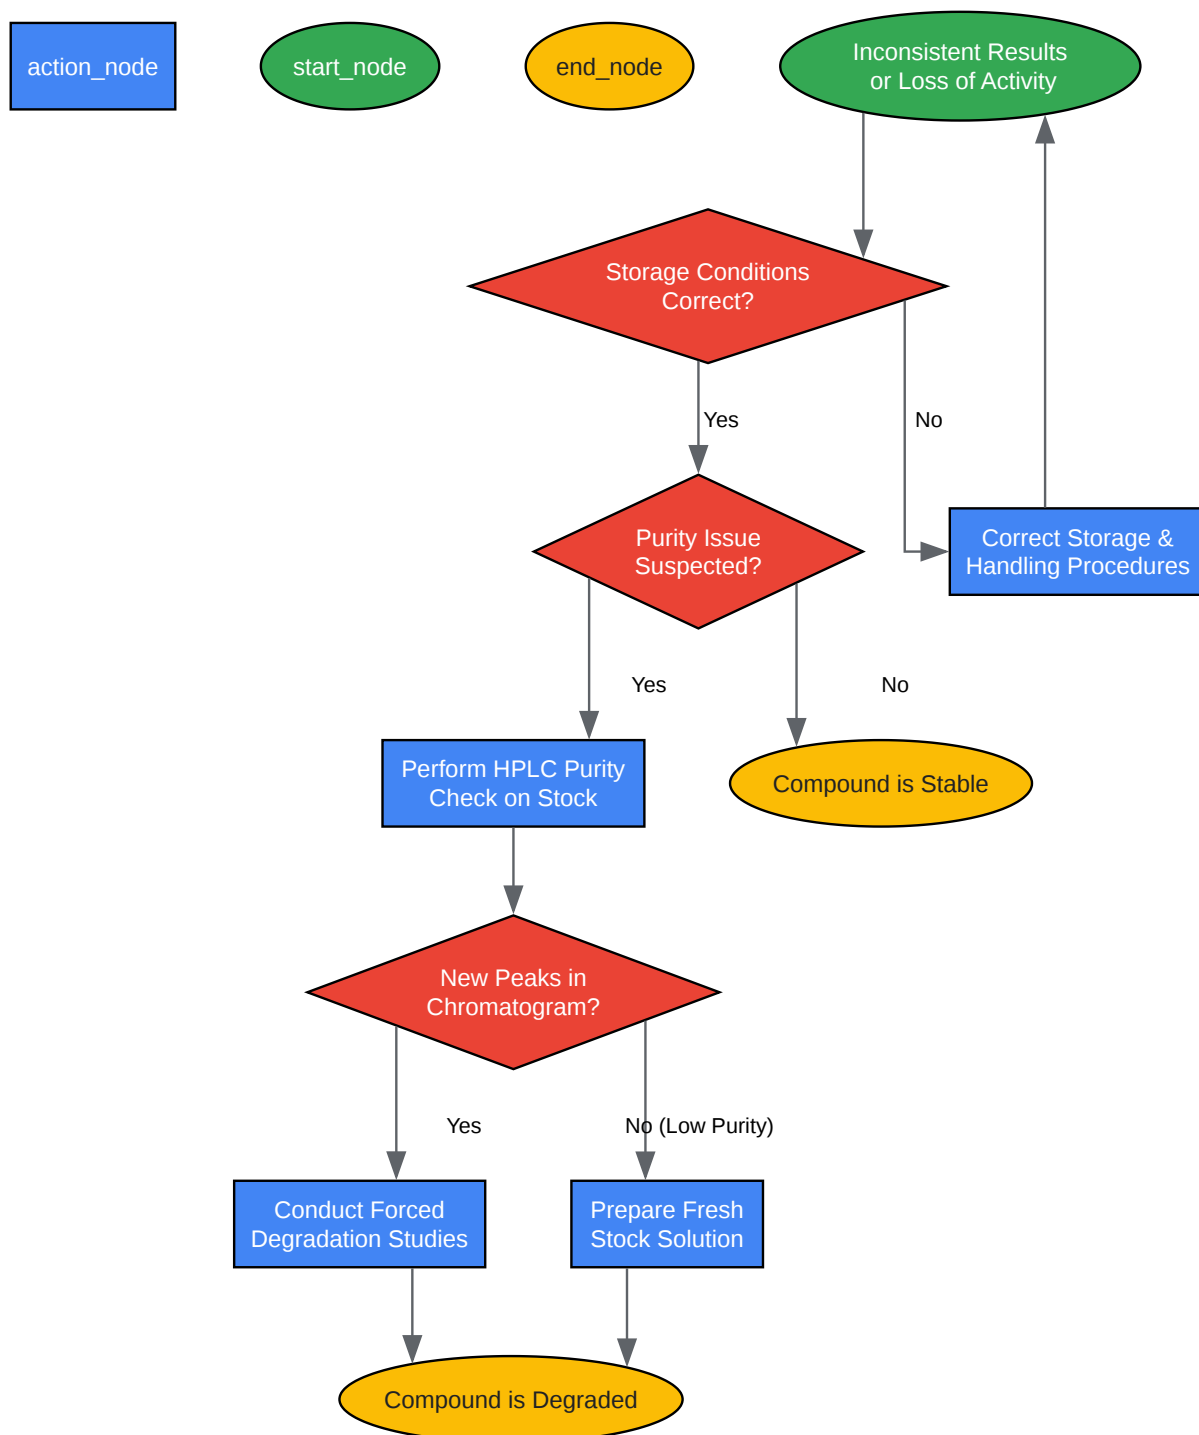 action_node
start_node
end_node
Inconsistent Results
or Loss of Activity
Storage Conditions
Correct?
Yes
No
Purity Issue
Suspected?
Correct Storage &
Handling Procedures
Yes
No
Perform HPLC Purity
Check on Stock
Compound is Stable
New Peaks in
Chromatogram?
Yes
No (Low Purity)
Conduct Forced
Degradation Studies
Prepare Fresh
Stock Solution
Compound is Degraded